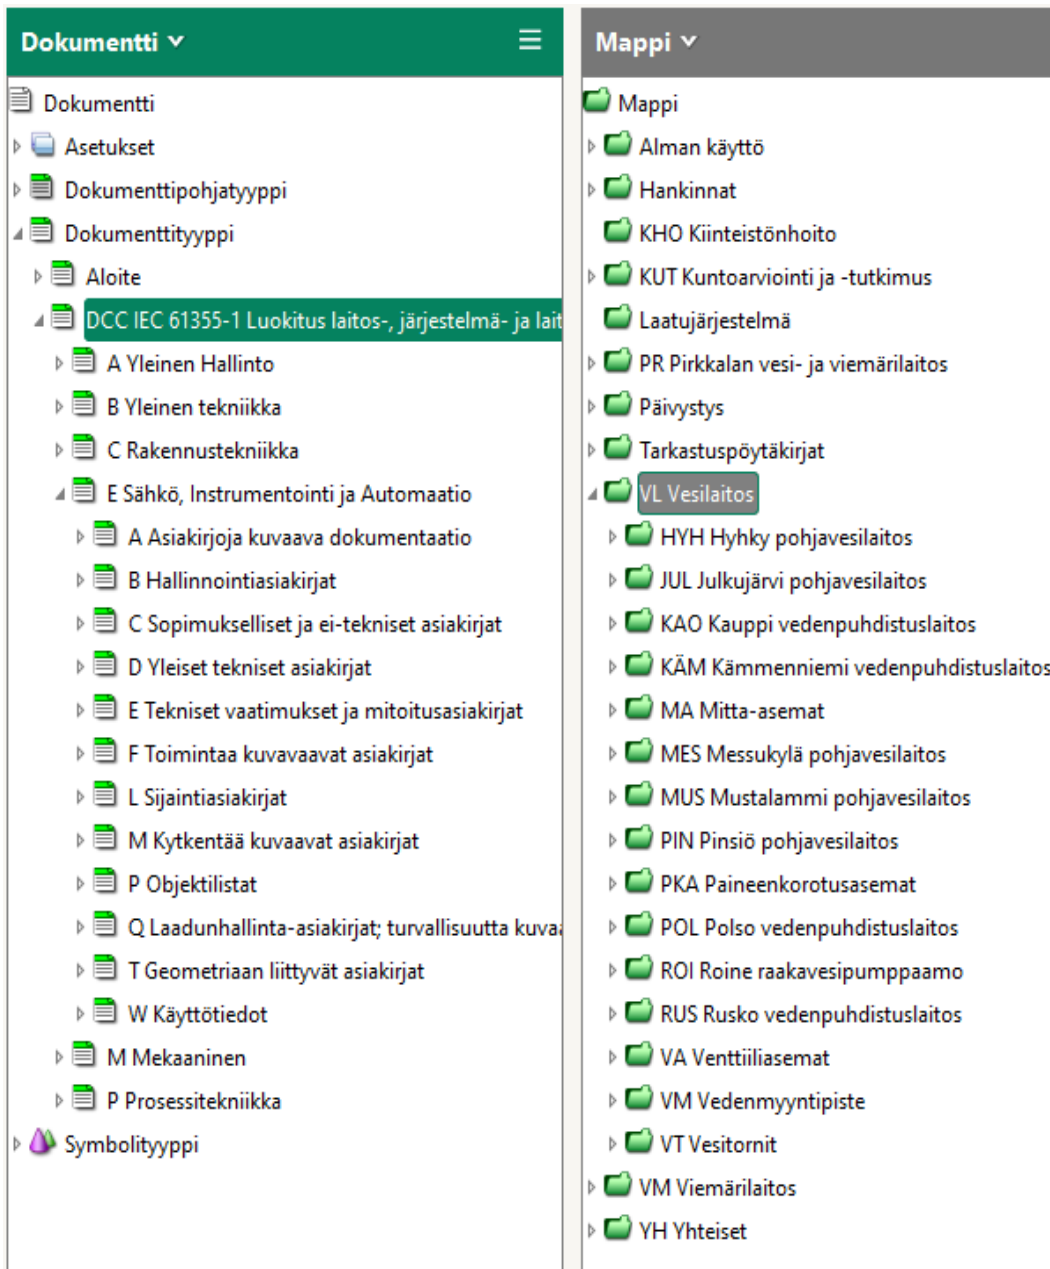 Dokumentti
Dokumentti
Asetukset
Dokumenttipohjatyyppi
Dokumenttityyppi
Aloite
DCC IEC 61355-1 Luokitus laitos-, järjestelmä- ja lait
A Yleinen Hallinto
B Yleinen tekniikka
C Rakennustekniikka
E Sähkö, Instrumentointi ja Automaatio
A Asiakirjoja kuvaava dokumentaatio
B Hallinnointiasiakirjat
C Sopimukselliset ja ei-tekniset asiakirjat
D Yleiset tekniset asiakirjat
E Tekniset vaatimukset ja mitoitusasiakirjat
F Toimintaa kuvavaavat asiakirjat
L Sijaintiasiakirjat
M Kytkentää kuvaavat asiakirjat
P Objektilistat
Q Laadunhallinta-asiakirjat; turvallisuutta kuvaa
T Geometriaan liittyvät asiakirjat
W Käyttötiedot
M Mekaaninen
P Prosessitekniikka
Symbolityyppi
Mappi
Mappi
Alman käyttö
Hankinnat
KHO Kiinteistönhoito
KUT Kuntoarviointi ja -tutkimus
Laatujärjestelmä
PR Pirkkalan vesi- ja viemärilaitos
Päivystys
Tarkastuspöytäkirjat
VL Vesilaitos
HYH Hyhky pohjavesilaitos
JUL Julkujärvi pohjavesilaitos
KAO Kauppi vedenpuhdistuslaitos
KÄM Kämmenniemi vedenpuhdistuslaitos
MA Mitta-asemat
MES Messukylä pohjavesilaitos
MUS Mustalammi pohjavesilaitos
PIN Pinsiö pohjavesilaitos
PKA Paineenkorotusasemat
POL Polso vedenpuhdistuslaitos
ROI Roine raakavesipumppaamo
RUS Rusko vedenpuhdistuslaitos
VA Venttiiliasemat
VM Vedenmyyntipiste
VT Vesitornit
VM Viemärilaitos
YH Yhteiset